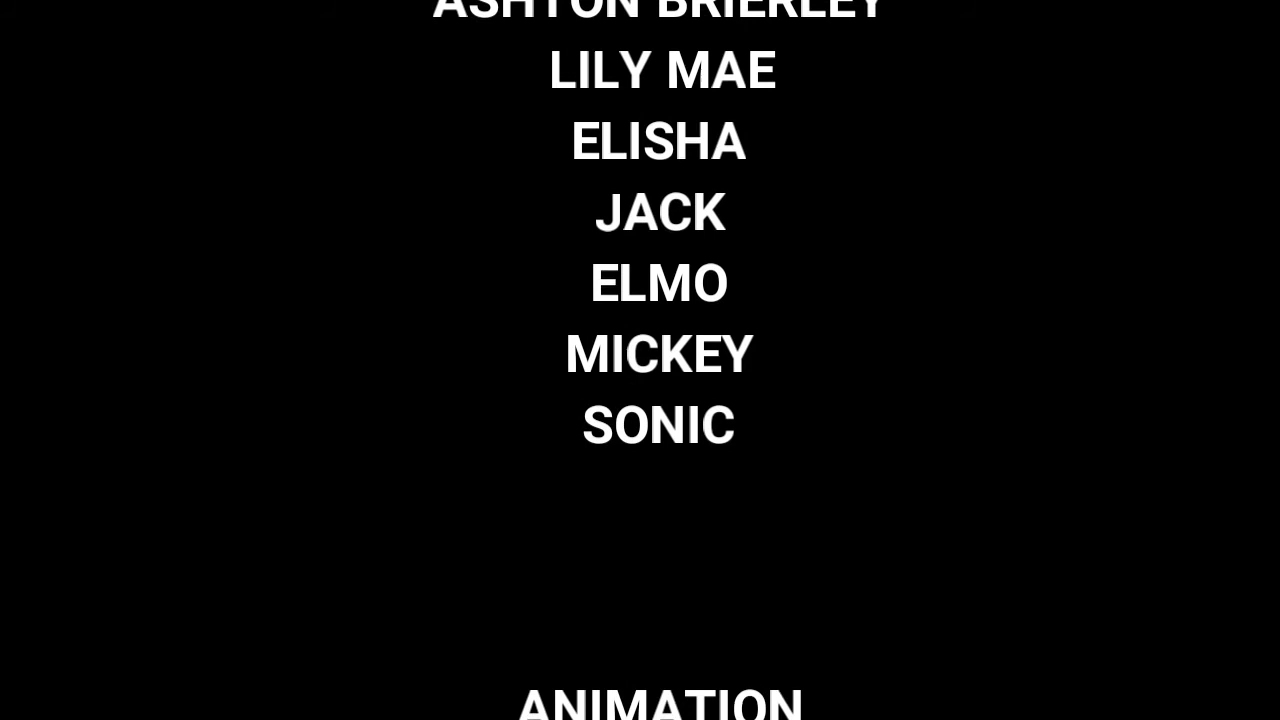 ASHTON BRIERLEY
LILY MAE
ELISHA
JACK
ELMO
MICKEY
SONIC
ANIMATION